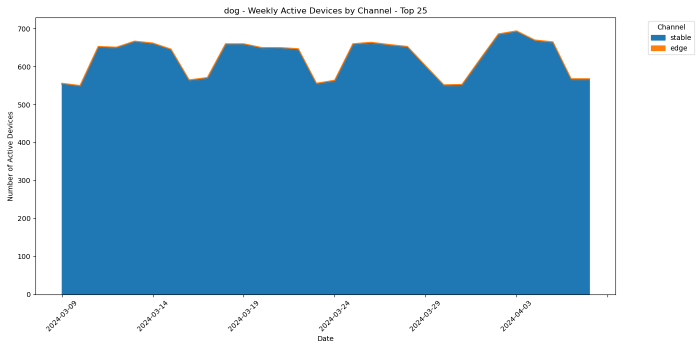 dog - Weekly Active Devices by Channel - Top 25
Channel
stable
edge
Number of Active Devices
700
600
500
400
300
200
100
0
2024-03-09
2024-03-14
2024-03-19
2024-03-24
2024-03-29
2024-04-03
Date